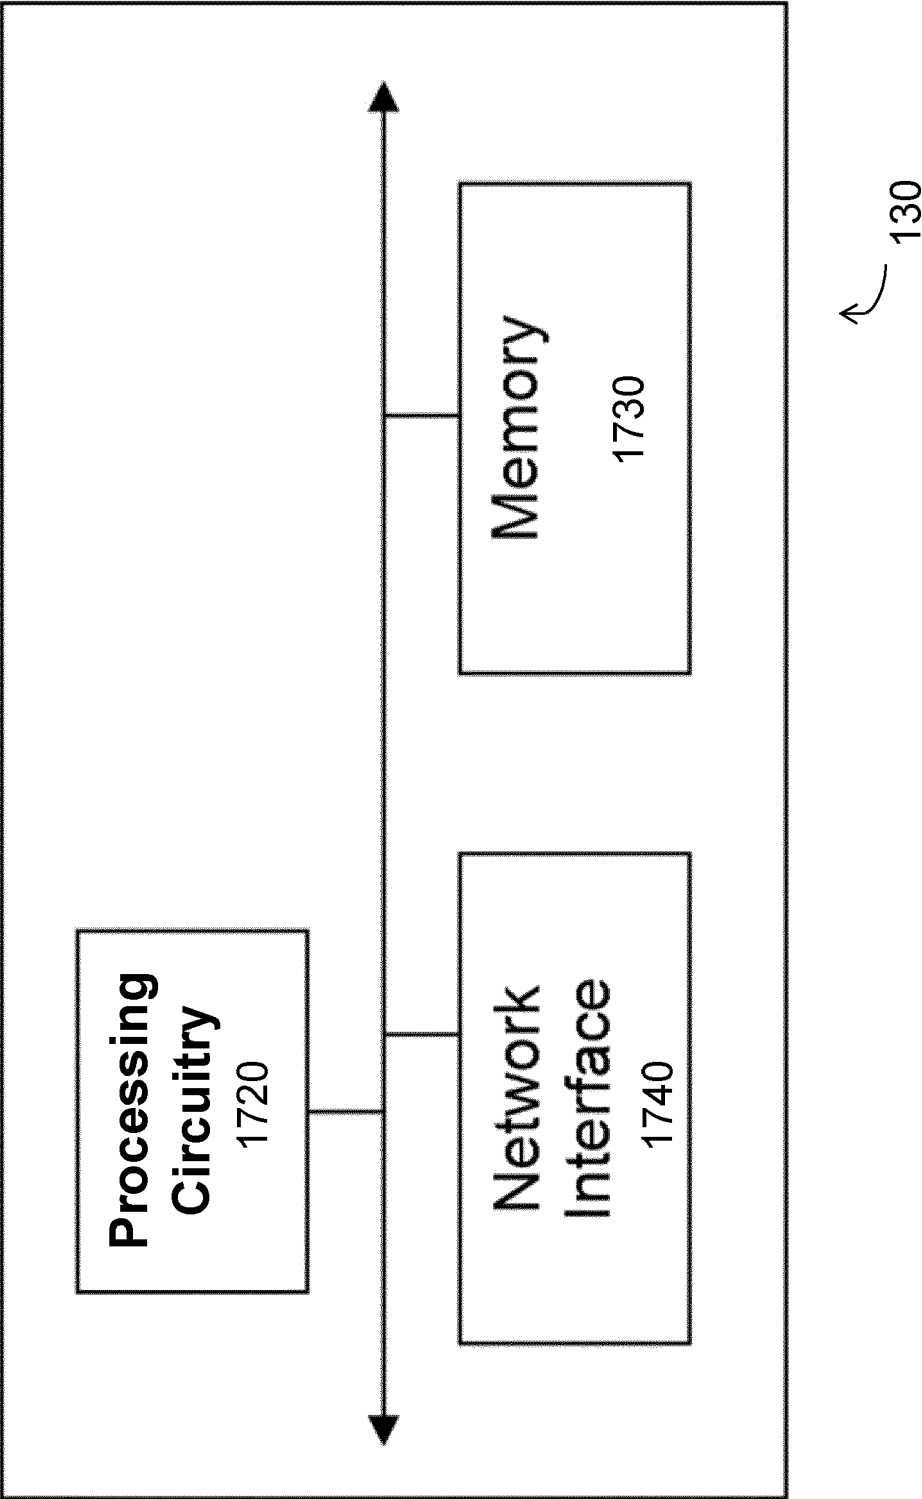 Processing
Circuitry
1720
Network
Interface
1740
Memory
1730
130